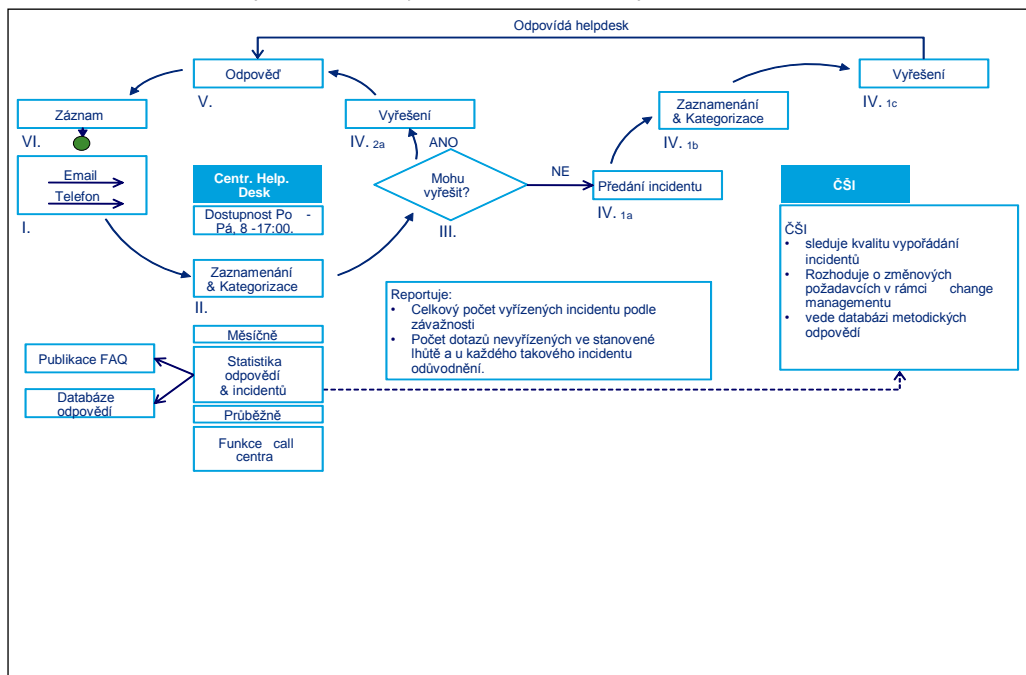 Odpovídá helpdesk
Odpověď
V.
Vyřešení
IV. 1c
Záznam
VI.
Vyřešení
IV. 2a
ANO
Zaznamenání
& Kategorizace
IV. 1b
Email
Telefon
I.
Centr. Help.
Desk
Dostupnost Po -
Pá, 8 -17:00.
Mohu
vyřešit?
III.
NE
Předání incidentu
IV. 1a
ČŠI
ČŠI
• sleduje kvalitu vypořádání
incidentů
• Rozhoduje o změnových
požadavcích v rámci change
managementu
• vede databázi metodických
odpovědí
Zaznamenání
& Kategorizace
II.
Reportuje:
• Celkový počet vyřízených incidentu podle
závažnosti
• Počet dotazů nevyřízených ve stanovené
lhůtě a u každého takového incidentu
odůvodnění.
Měsíčně
Publikace FAQ
Statistika
odpovědí
& incidentů
Databáze
odpovědí
Průběžně
Funkce call
centra